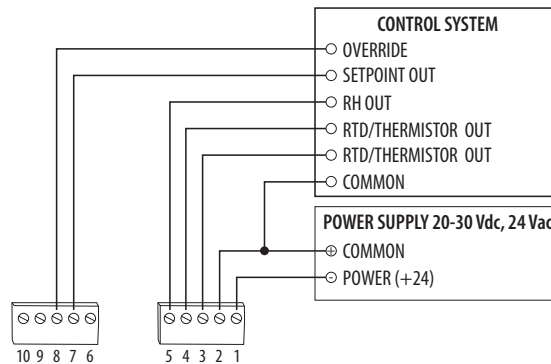 CONTROL SYSTEM
OVERRIDE
SETPOINT OUT
RH OUT
RTD/THERMISTOR OUT
RTD/THERMISTOR OUT
COMMON
POWER SUPPLY 20-30 Vdc, 24 Vac
COMMON
POWER (+24)
10 9 8 7 6
5 4 3 2 1